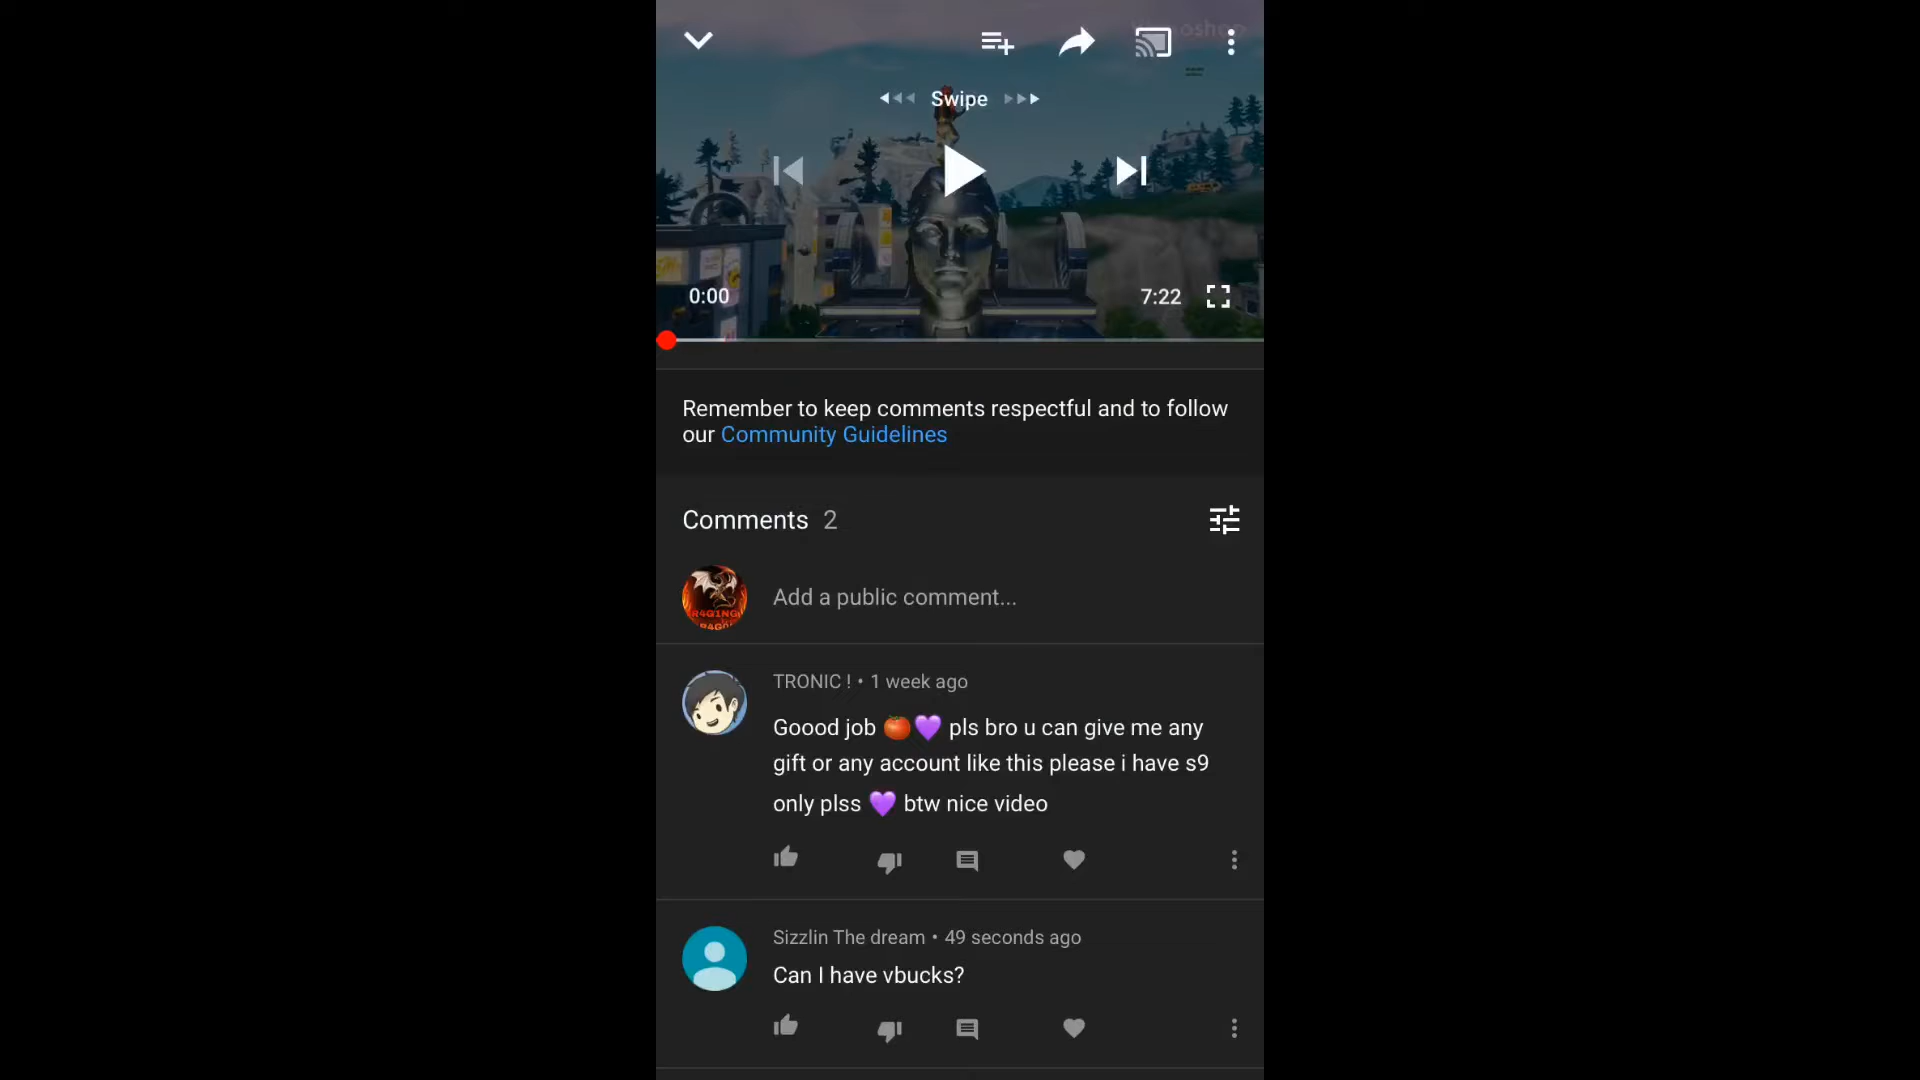 Swipe
0:00
7:22
Remember to keep comments respectful and to follow
our Community Guidelines
Comments 2
R4G1NG
Add a public comment...
TRONIC ! • 1 week ago
Goood job 🍅💜 pls bro u can give me any
gift or any account like this please i have s9
only plss 💜 btw nice video
Sizzlin The dream • 49 seconds ago
Can I have vbucks?